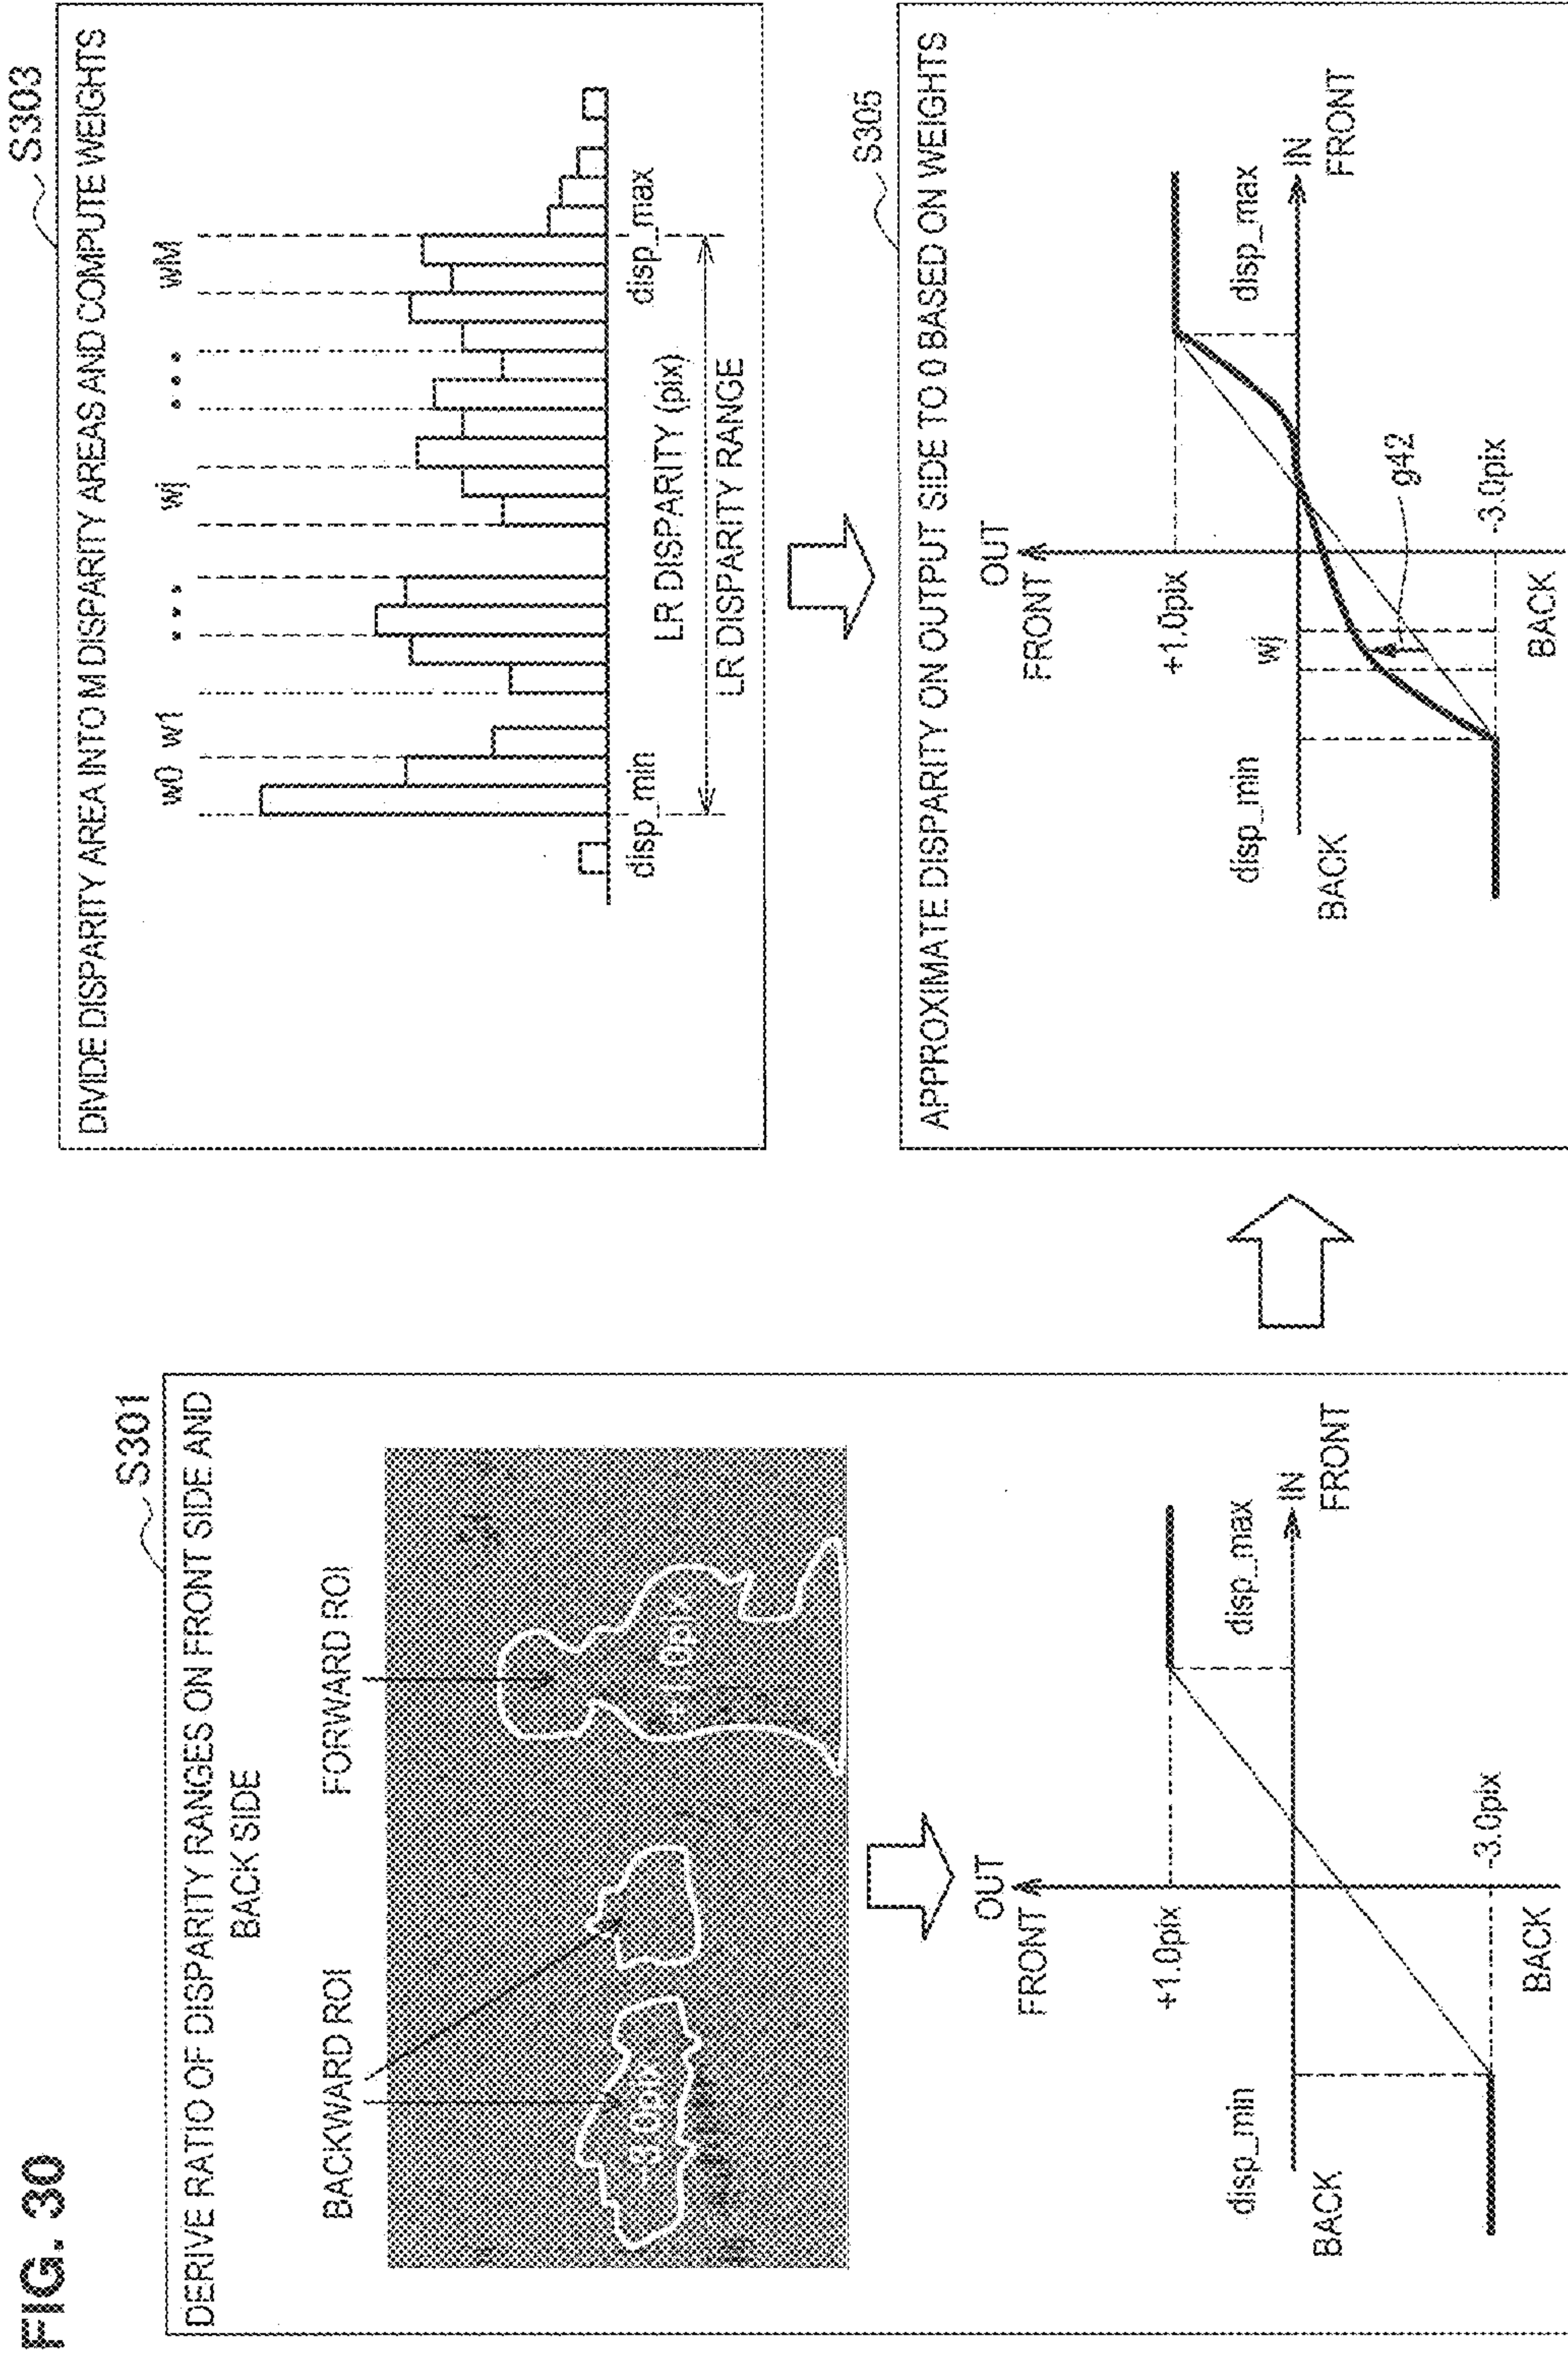 FIG. 30
S301
DERIVE RATIO OF DISPARITY RANGES ON FRONT SIDE AND
BACK SIDE
BACKWARD ROI
FORWARD ROI
-3.0pix
+1.0pix
OUT
FRONT
+1.0pix
disp_min
disp_max
IN
BACK
FRONT
-3.0pix
BACK
S303
DIVIDE DISPARITY AREA INTO M DISPARITY AREAS AND COMPUTE WEIGHTS
w0 w1 ••• wj ••• wM
disp_min
LR DISPARITY (pix)
disp_max
LR DISPARITY RANGE
S305
APPROXIMATE DISPARITY ON OUTPUT SIDE TO 0 BASED ON WEIGHTS
OUT
FRONT
+1.0pix
disp_min
wj
disp_max
IN
BACK
FRONT
g42
-3.0pix
BACK